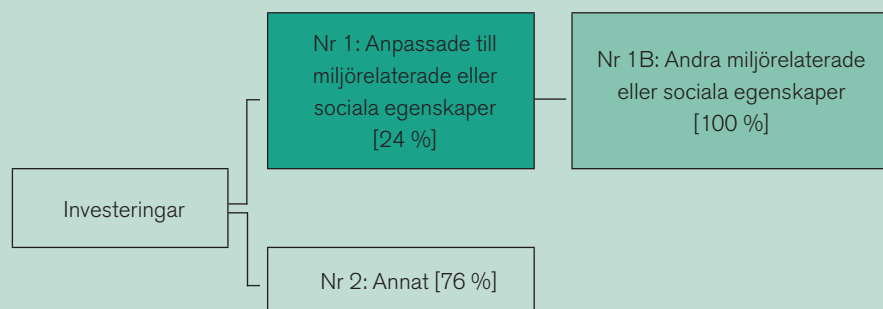 Nr 1: Anpassade till
miljörelaterade eller
sociala egenskaper
[24 %]
Nr 1B: Andra miljörelaterade
eller sociala egenskaper
[100 %]
Investeringar
Nr 2: Annat [76 %]